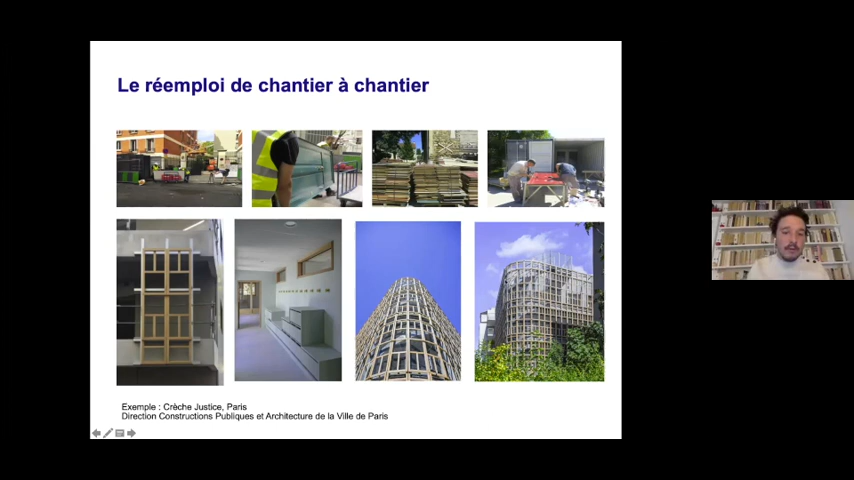 Le réemploi de chantier à chantier
Exemple : Crèche Justice, Paris
Direction Constructions Publiques et Architecture de la Ville de Paris